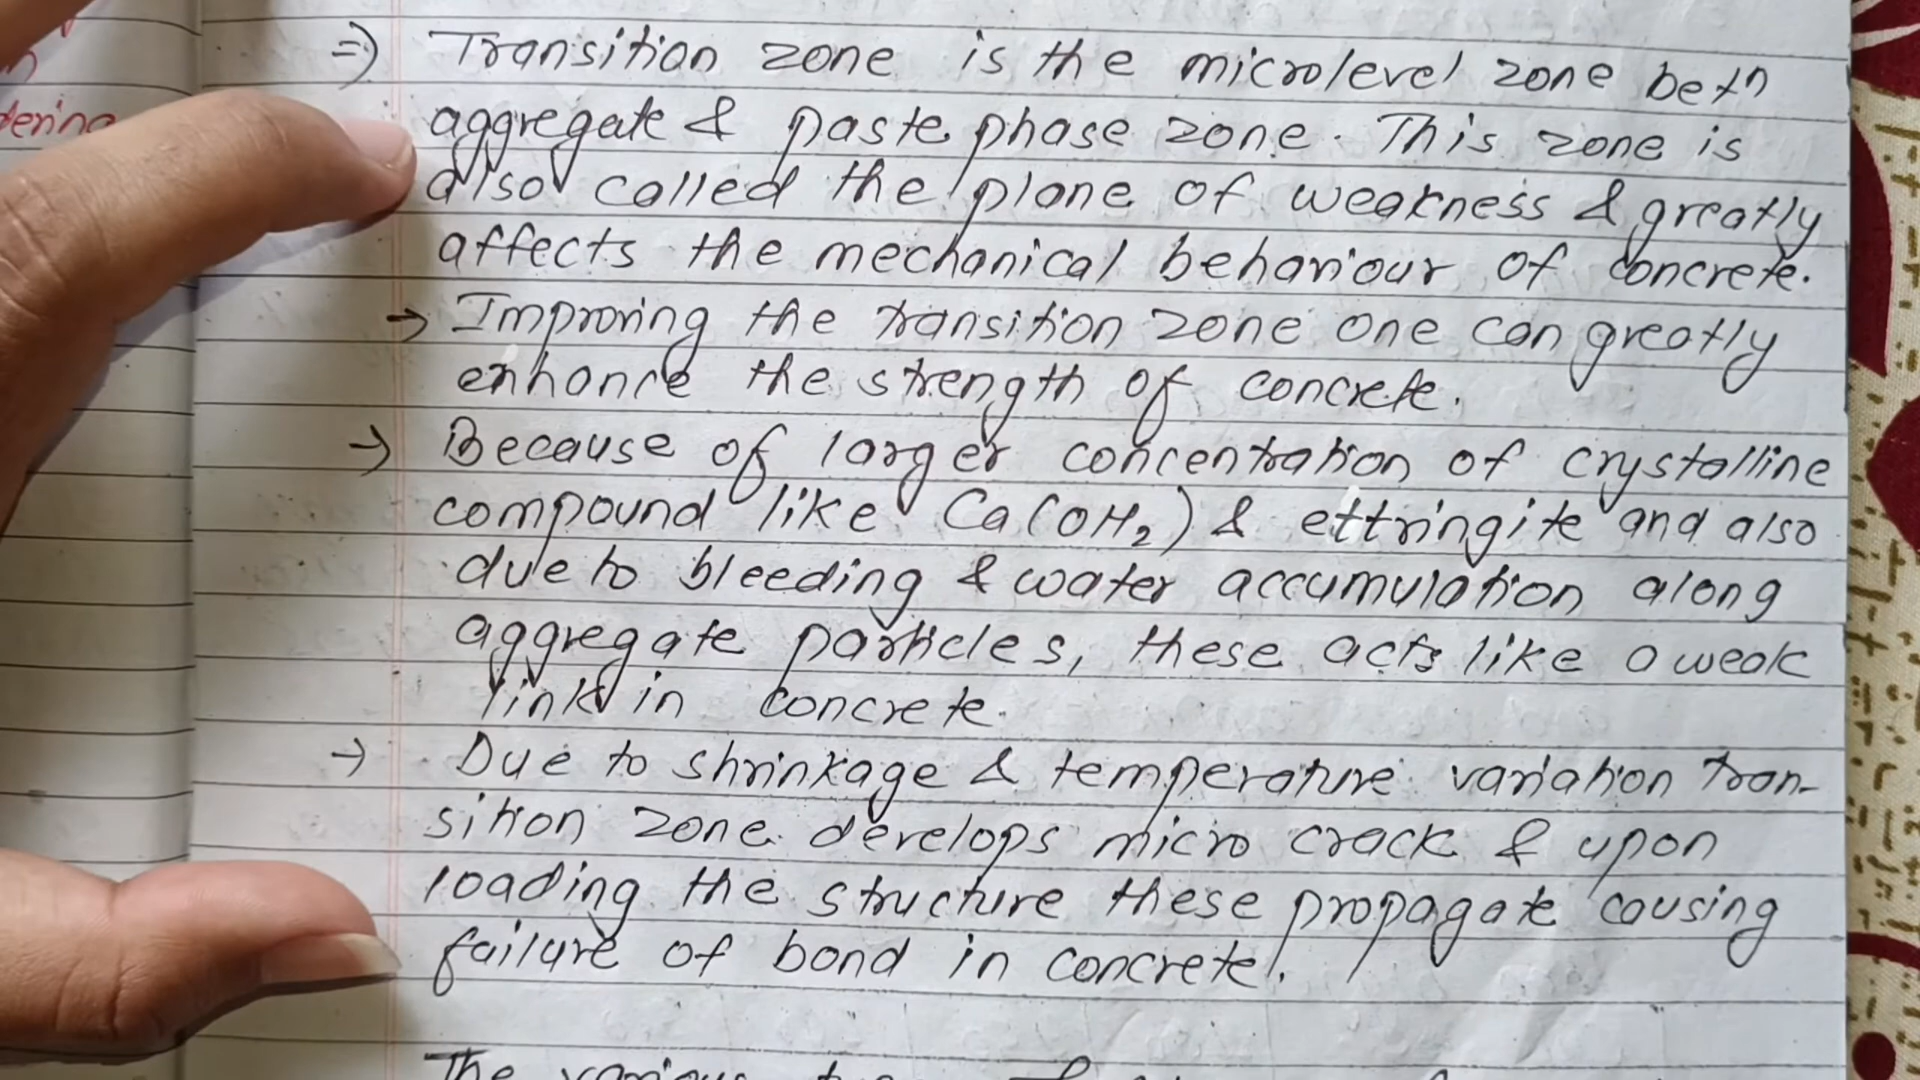 dering
=> Transition zone is the microlevel zone betn
aggregate & paste phase zone. This zone is
also called the plane of weakness & greatly
affects the mechanical behaviour of concrete.
→ Improving the transition zone one can greatly
enhance the strength of concrete.
→ Because of larger concentration of crystalline
compound like Ca(OH₂) & ettringite and also
due to bleeding & water accumulation along
aggregate particles, these acts like a weak
link in concrete.
→ Due to shrinkage & temperature variation tran-
sition zone develops micro crack & upon
loading the structure these propagate causing
failure of bond in concrete.
The various